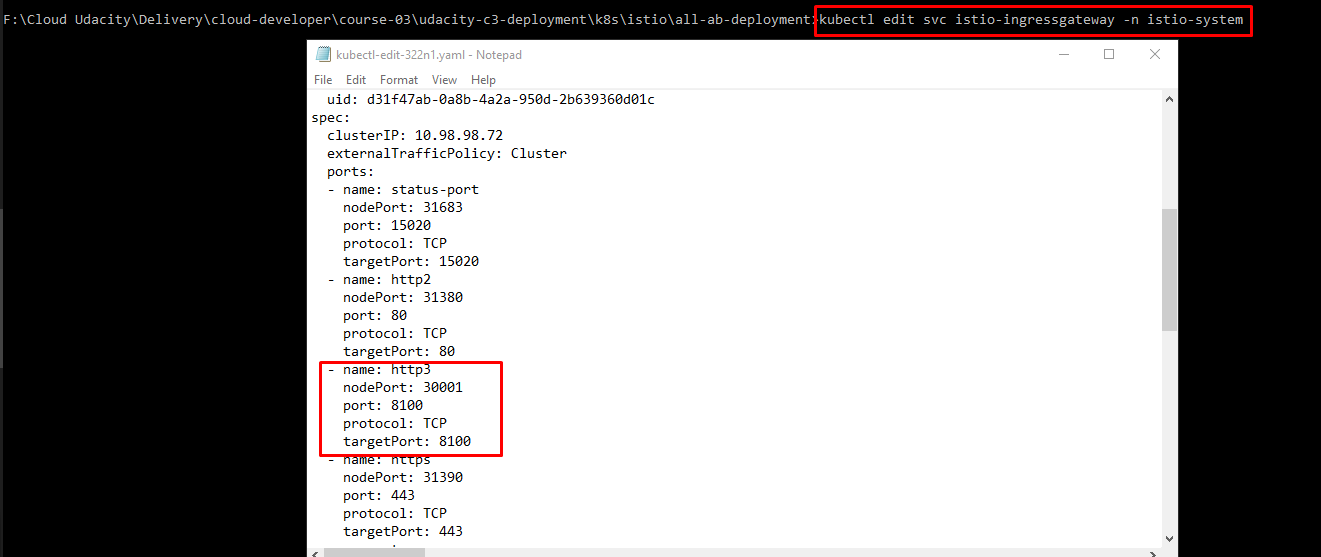 F:\Cloud Udacity\Delivery\cloud-developer\course-03\udacity-c3-deployment\k8s\istio\all-ab-deployment>kubectl edit svc istio-ingressgateway -n istio-system
kubectl-edit-322n1.yaml - Notepad
File Edit Format View Help
uid: d31f47ab-0a8b-4a2a-950d-2b639360d01c
spec:
clusterIP: 10.98.98.72
externalTrafficPolicy: Cluster
ports:
- name: status-port
nodePort: 31683
port: 15020
protocol: TCP
targetPort: 15020
- name: http2
nodePort: 31380
port: 80
protocol: TCP
targetPort: 80
- name: http3
nodePort: 30001
port: 8100
protocol: TCP
targetPort: 8100
- name: https
nodePort: 31390
port: 443
protocol: TCP
targetPort: 443